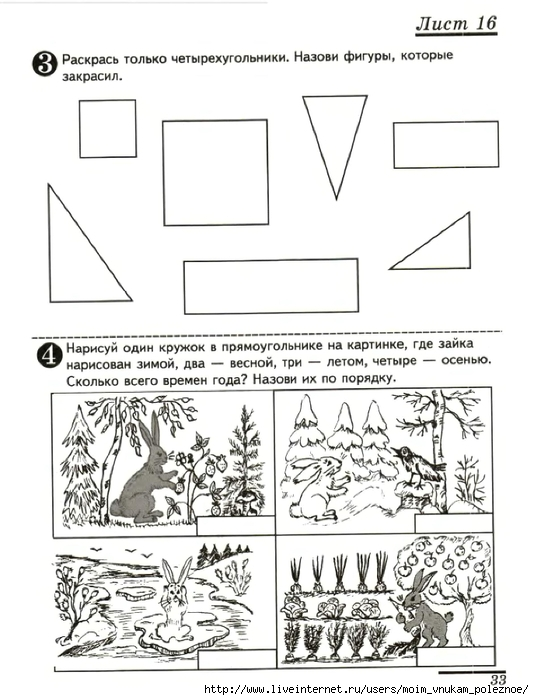 Лист 16
3 Раскрась только четырехугольники. Назови фигуры, которые
закрасил.
4 Нарисуй один кружок в прямоугольнике на картинке, где зайка
нарисован зимой, два — весной, три — летом, четыре — осенью.
Сколько всего времен года? Назови их по порядку.
33
http://www.liveinternet.ru/users/moim_vnukam_poleznoe/